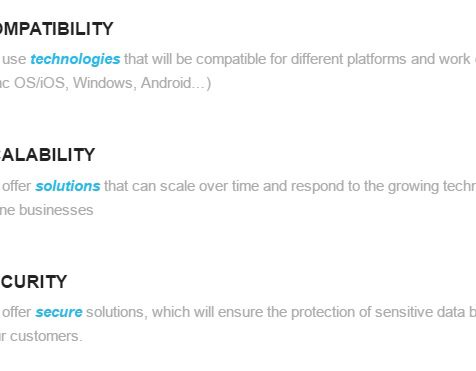 OMPATIBILITY
use technologies that will be compatible for different platforms and work
c OS/iOS, Windows, Android…)
ALABILITY
offer solutions that can scale over time and respond to the growing techn
ne businesses
CURITY
offer secure solutions, which will ensure the protection of sensitive data b
r customers.